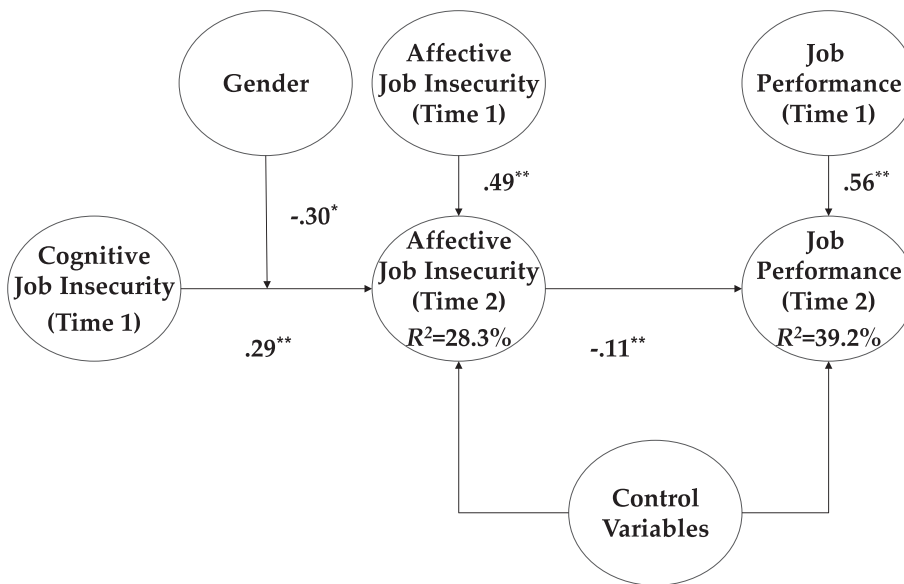 Gender
Affective
Job Insecurity
(Time 1)
Job
Performance
(Time 1)
-.30*
.49**
.56**
Cognitive
Job Insecurity
(Time 1)
Affective
Job Insecurity
(Time 2)
R²=28.3%
Job
Performance
(Time 2)
R²=39.2%
.29**
-.11**
Control
Variables